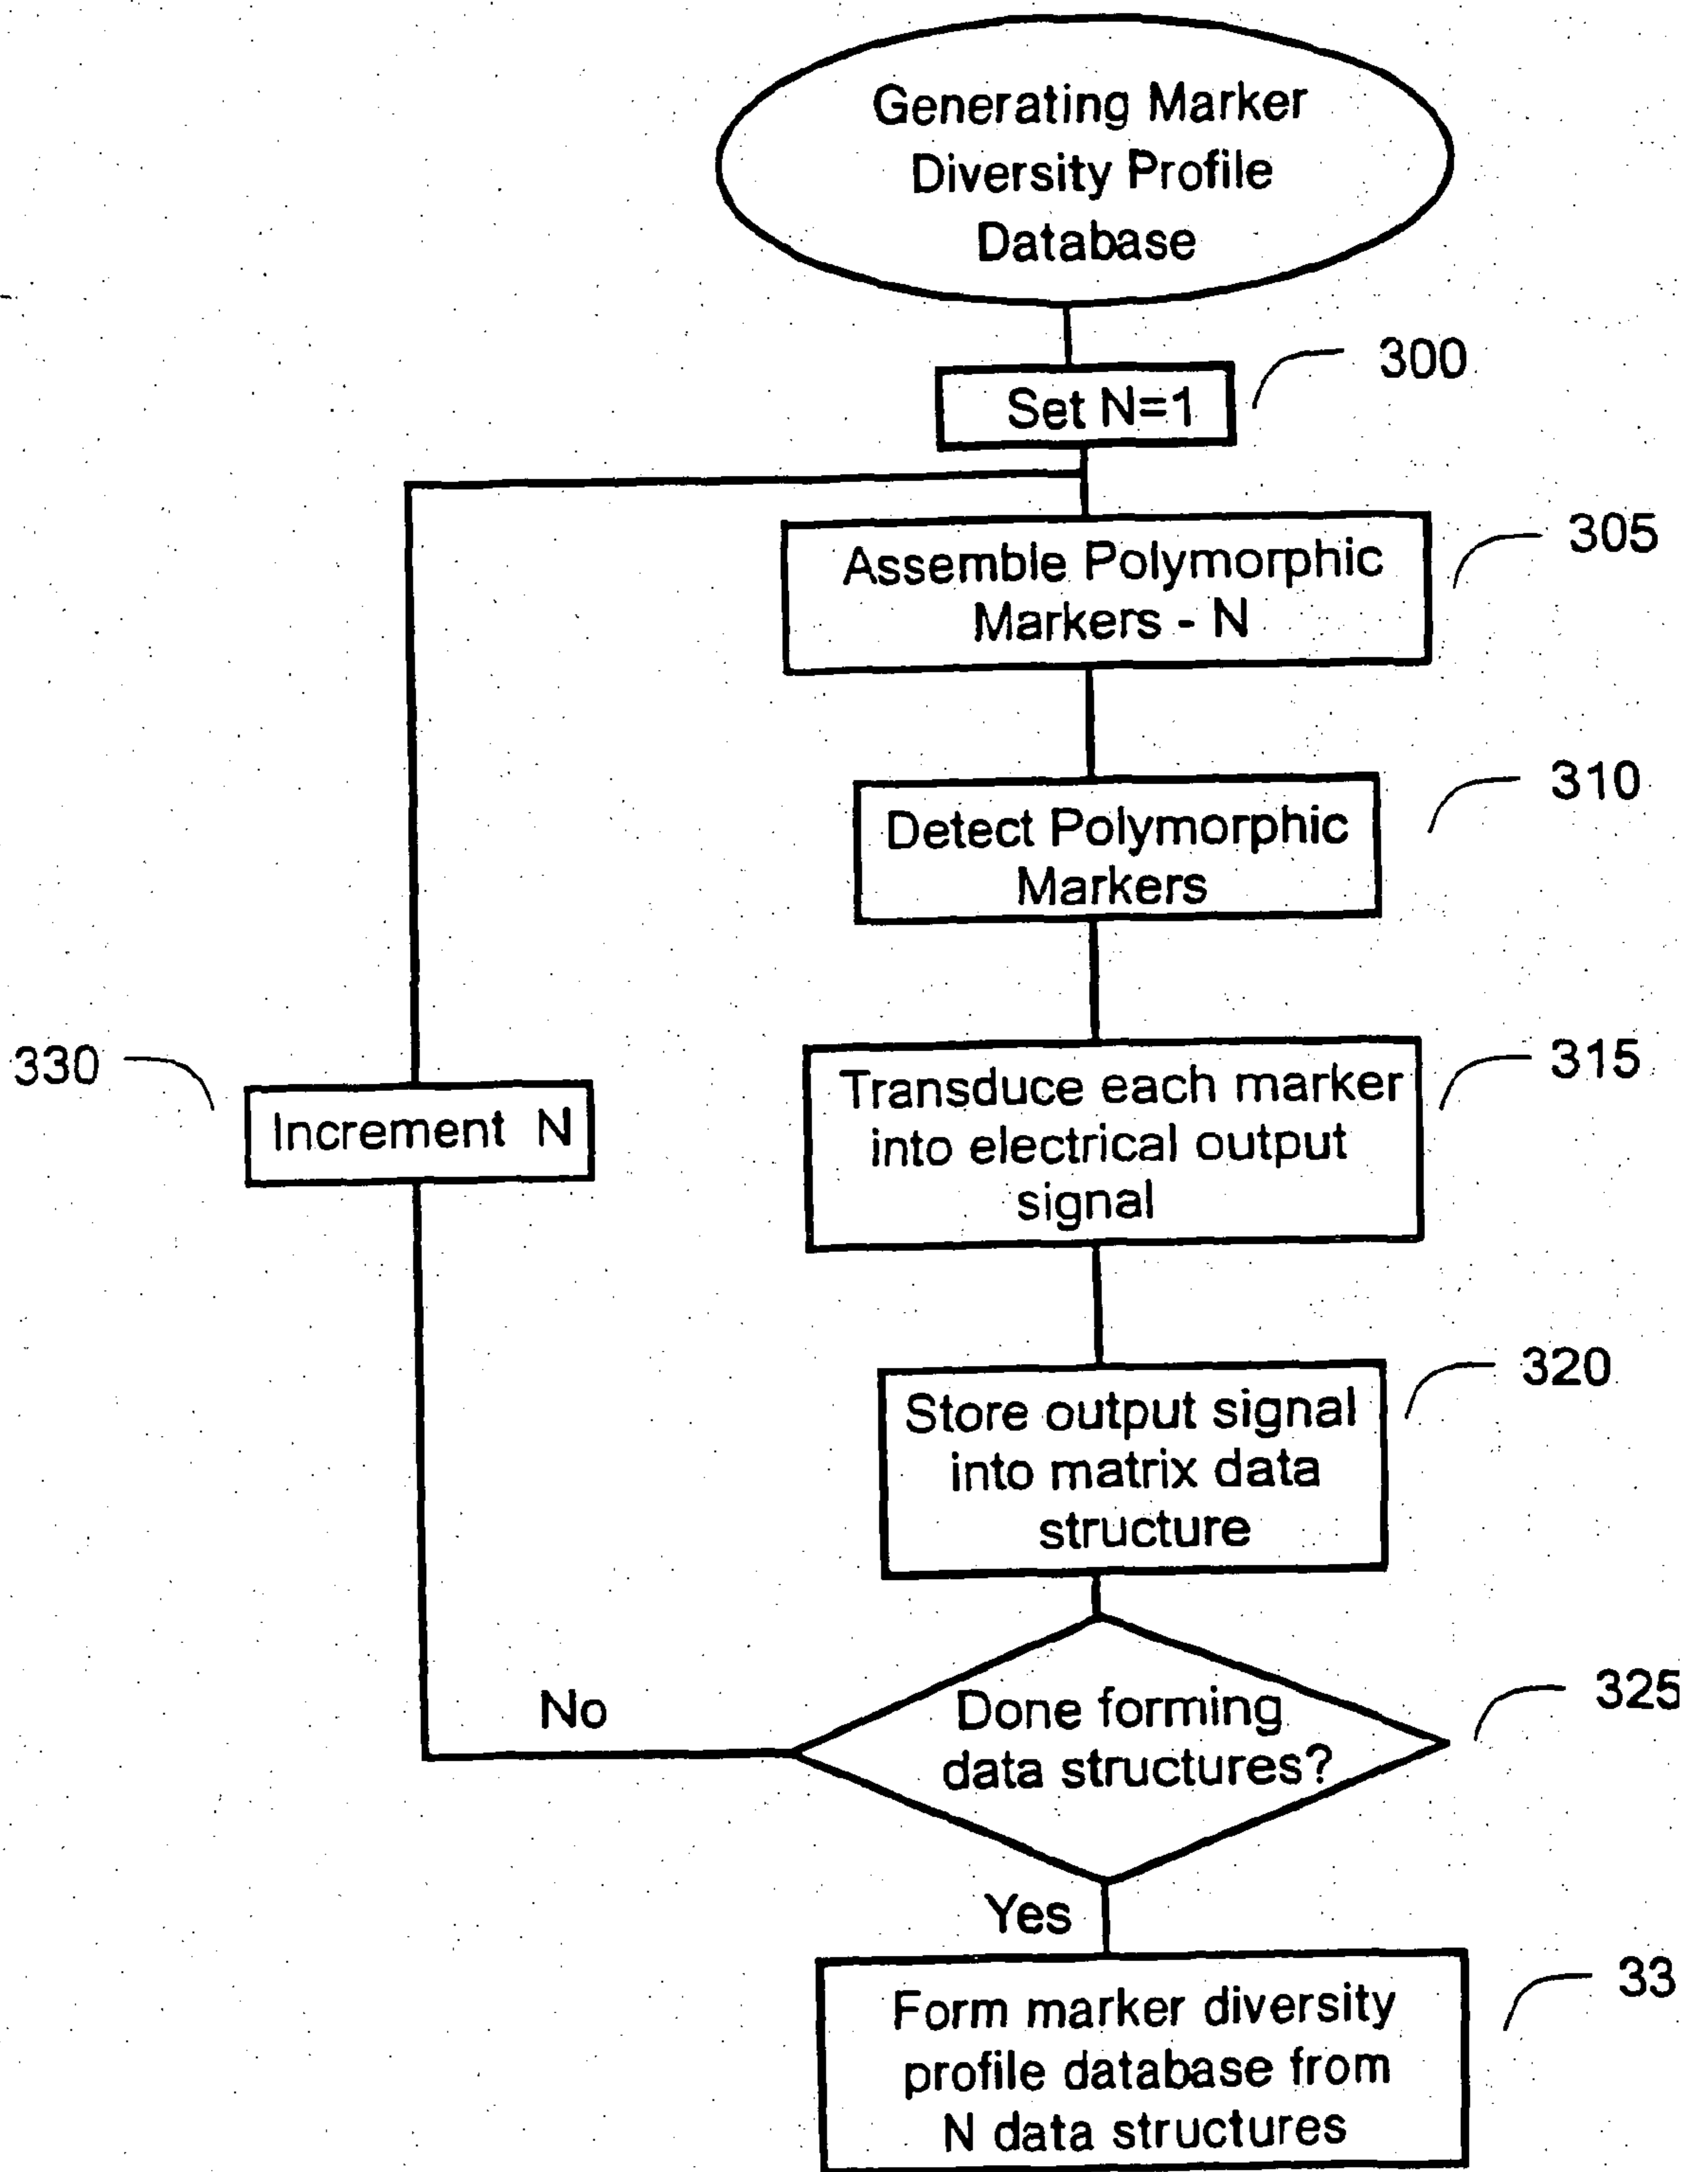 Generating Marker
Diversity Profile
Database
300
Set N=1
305
Assemble Polymorphic
Markers - N
310
Detect Polymorphic
Markers
315
Transduce each marker
into electrical output
signal
330
Increment N
320
Store output signal
into matrix data
structure
325
Done forming
data structures?
No
Yes
33
Form marker diversity
profile database from
N data structures